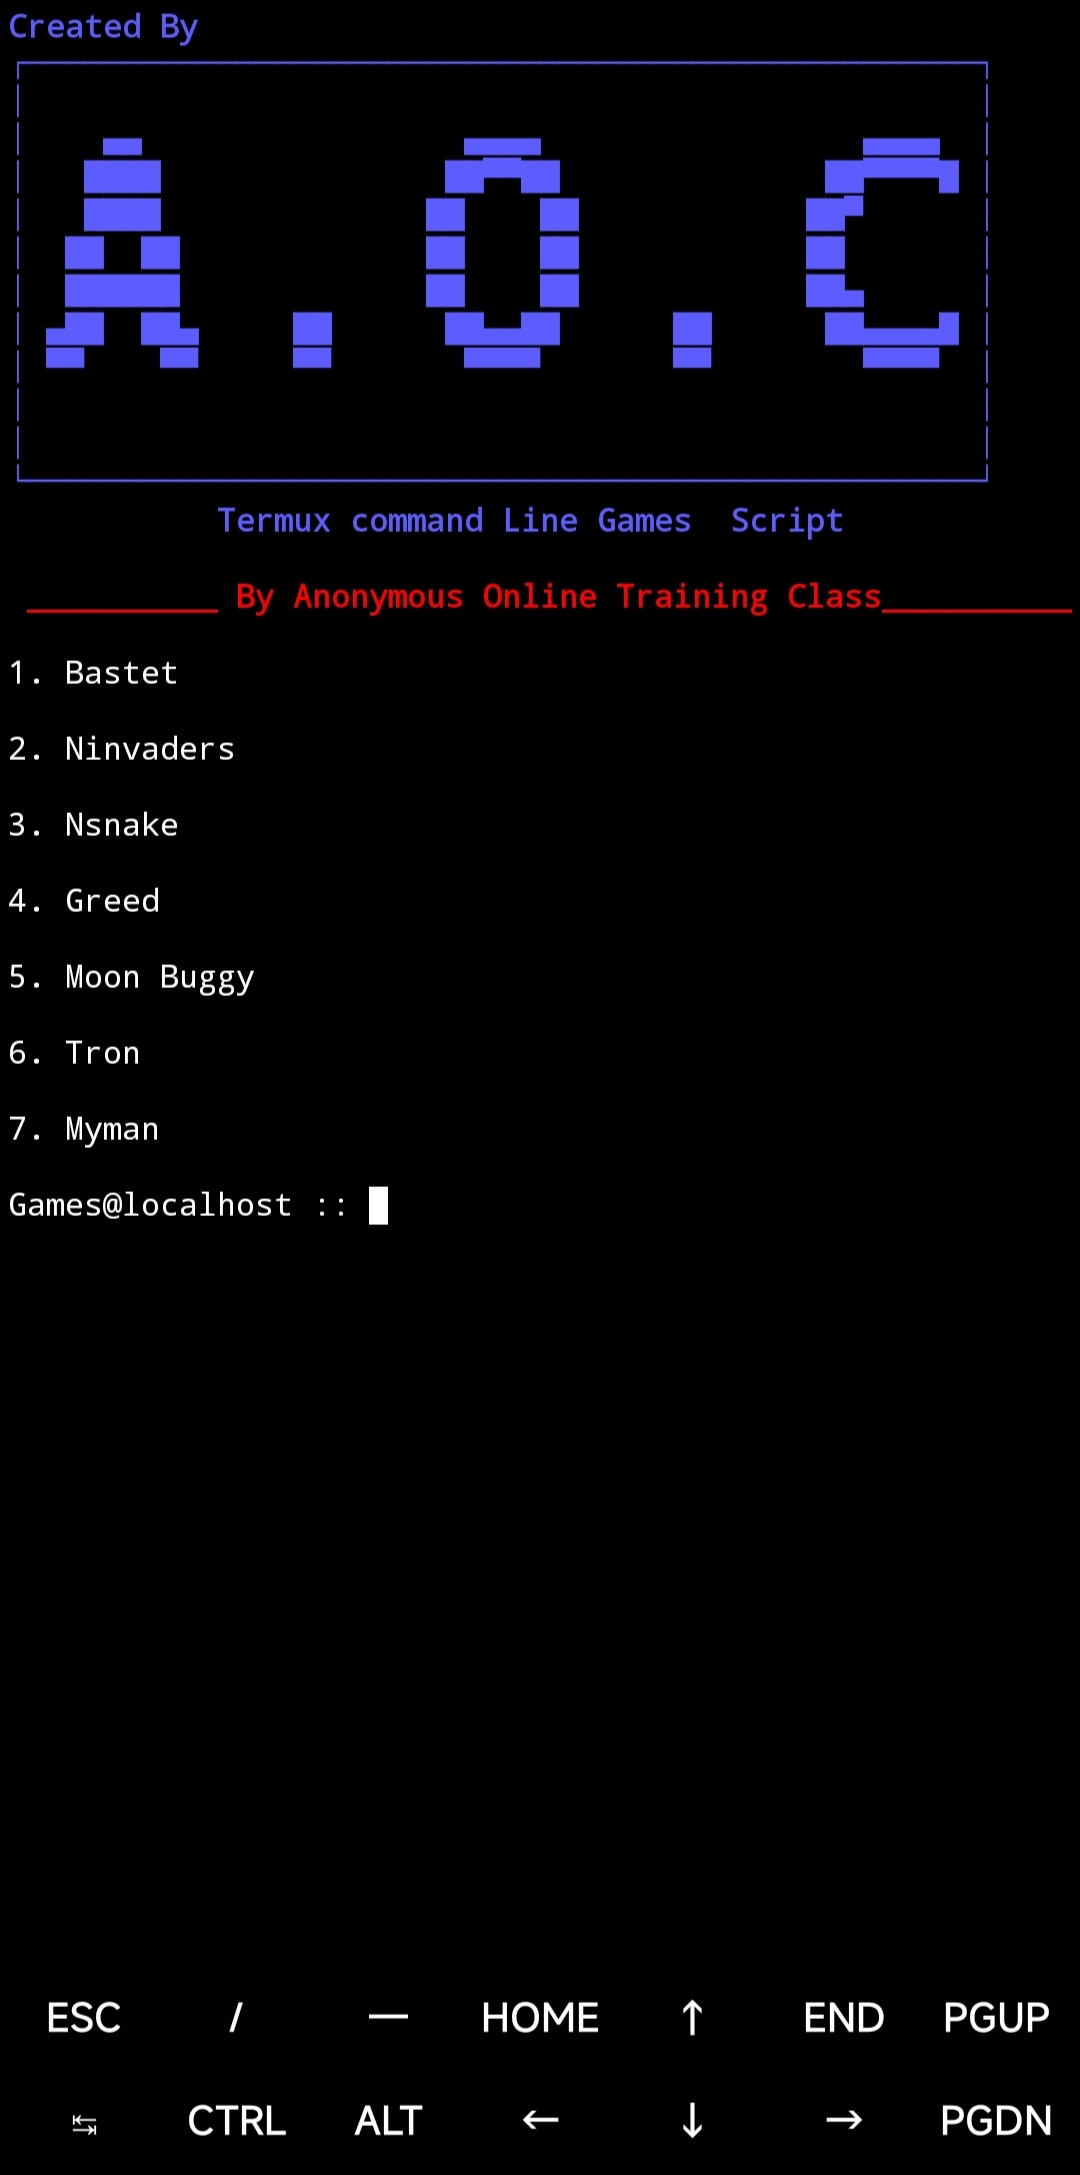 Created By
A.O.C
Termux command Line Games  Script
__________ By Anonymous Online Training Class__________
1. Bastet
2. Ninvaders
3. Nsnake
4. Greed
5. Moon Buggy
6. Tron
7. Myman
Games@localhost ::
ESC / — HOME ↑ END PGUP
↹ CTRL ALT ← ↓ → PGDN